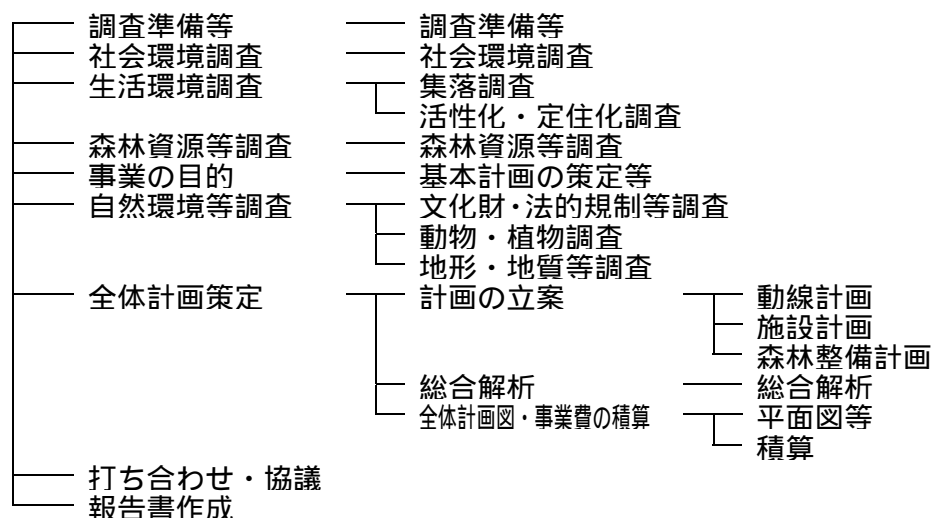 調査準備等 調査準備等
社会環境調査 社会環境調査
生活環境調査 集落調査
活性化・定住化調査
森林資源等調査 森林資源等調査
事業の目的 基本計画の策定等
自然環境等調査 文化財・法的規制等調査
動物・植物調査
地形・地質等調査
全体計画策定 計画の立案 動線計画
施設計画
森林整備計画
総合解析 総合解析
全体計画図・事業費の積算 平面図等
積算
打ち合わせ・協議
報告書作成